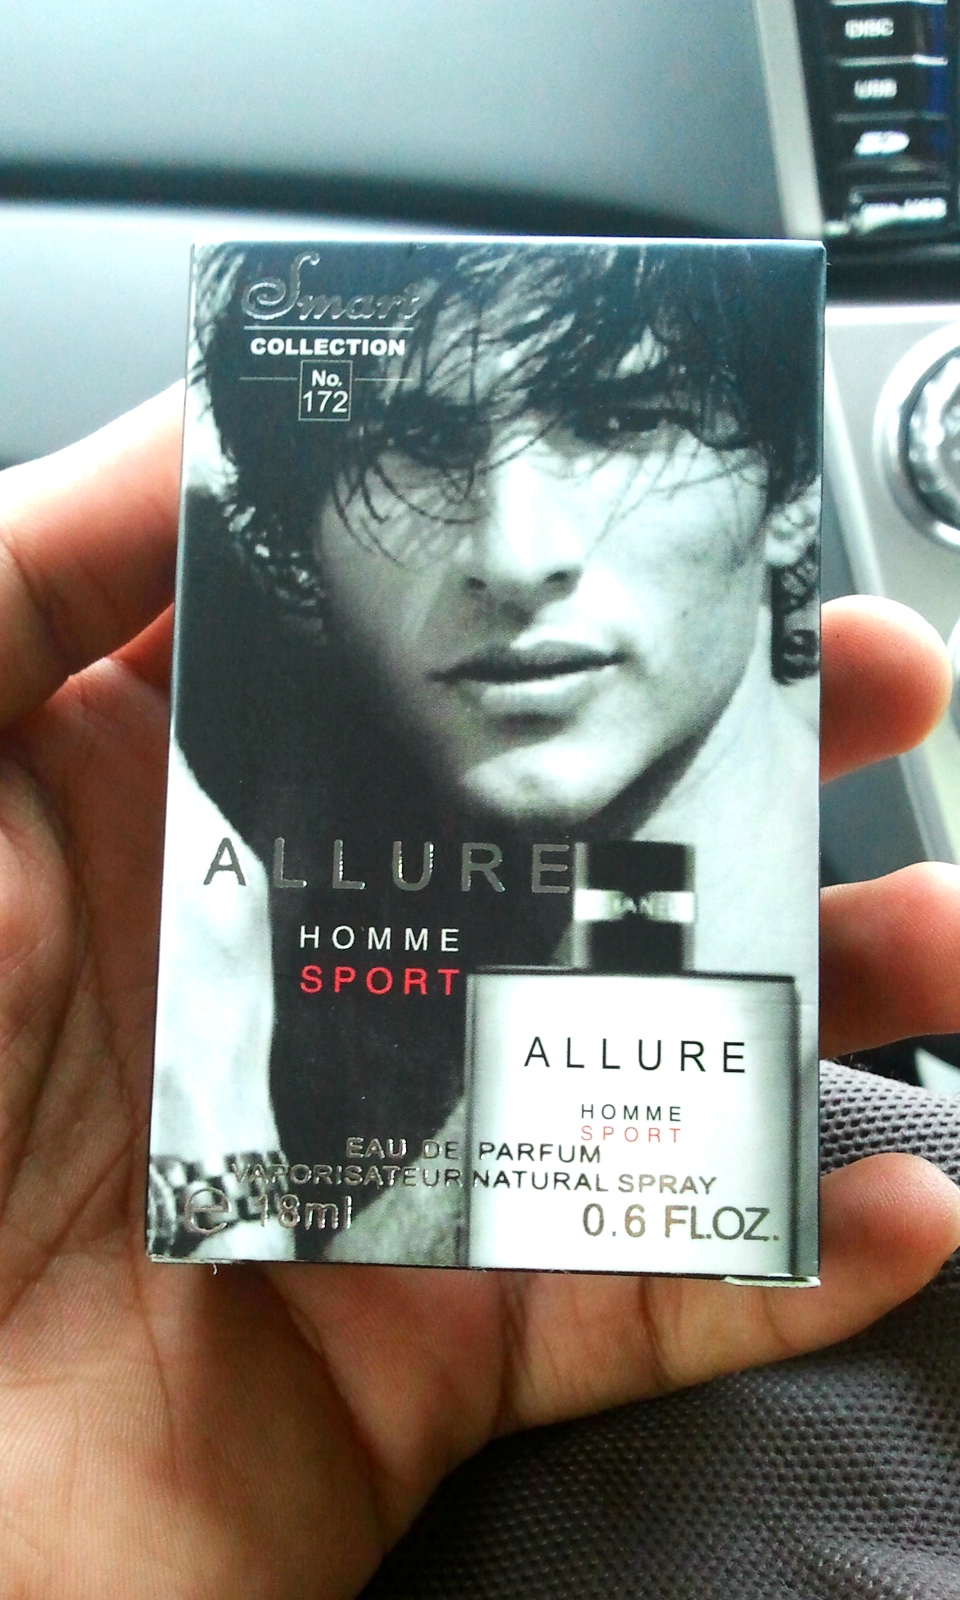 DISC
USB
Smart
COLLECTION
No.
172
ALLURE
HOMME
SPORT
ALLURE
HOMME
SPORT
EAU DE PARFUM
VAPORISATEUR NATURAL SPRAY
e 18ml
0.6 FL.OZ.